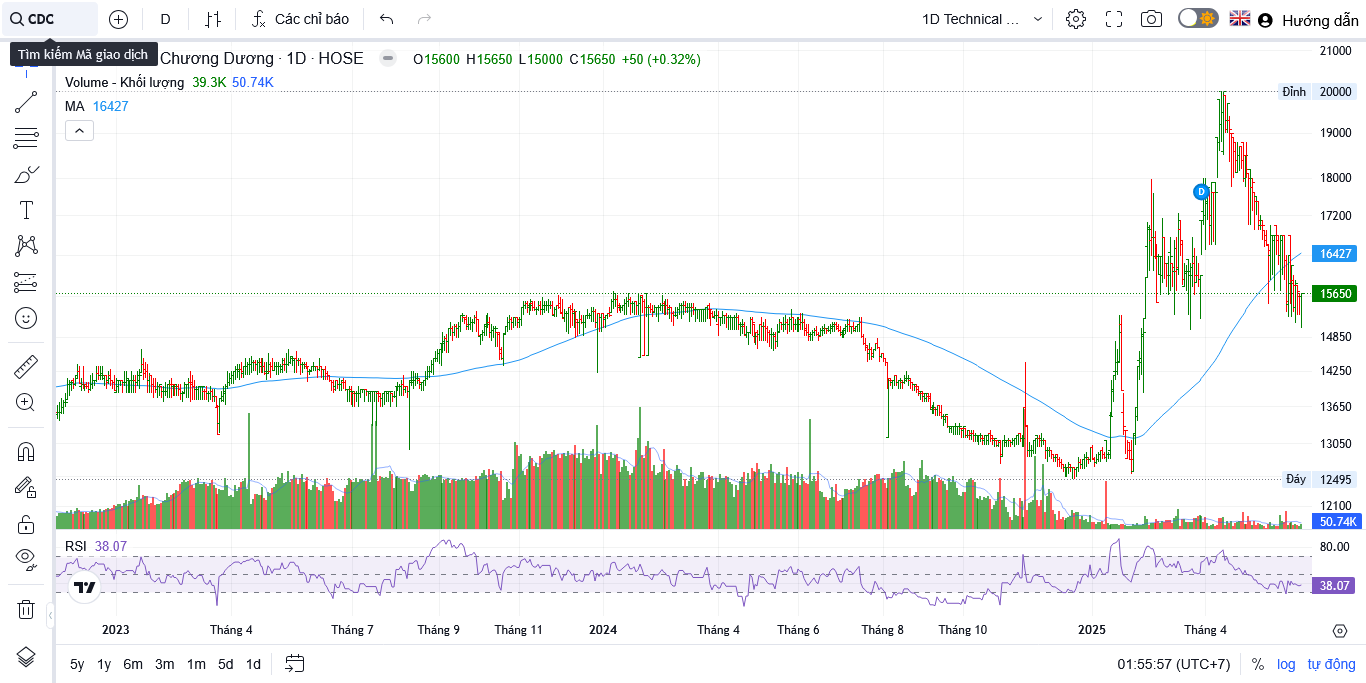 CDC
D
Các chỉ báo
1D Technical ...
Hướng dẫn
Tìm kiếm Mã giao dịch
Chương Dương · 1D · HOSE
O15600 H15650 L15000 C15650 +50 (+0.32%)
Volume - Khối lượng 39.3K 50.74K
MA 16427
21000
Đỉnh 20000
19000
18000
D
17200
16427
15650
14850
14250
13650
13050
Đáy 12495
12100
50.74K
RSI 38.07
80.00
38.07
2023 Tháng 4 Tháng 7 Tháng 9 Tháng 11 2024 Tháng 4 Tháng 6 Tháng 8 Tháng 10 2025 Tháng 4
5y 1y 6m 3m 1m 5d 1d
01:55:57 (UTC+7) % log tự động